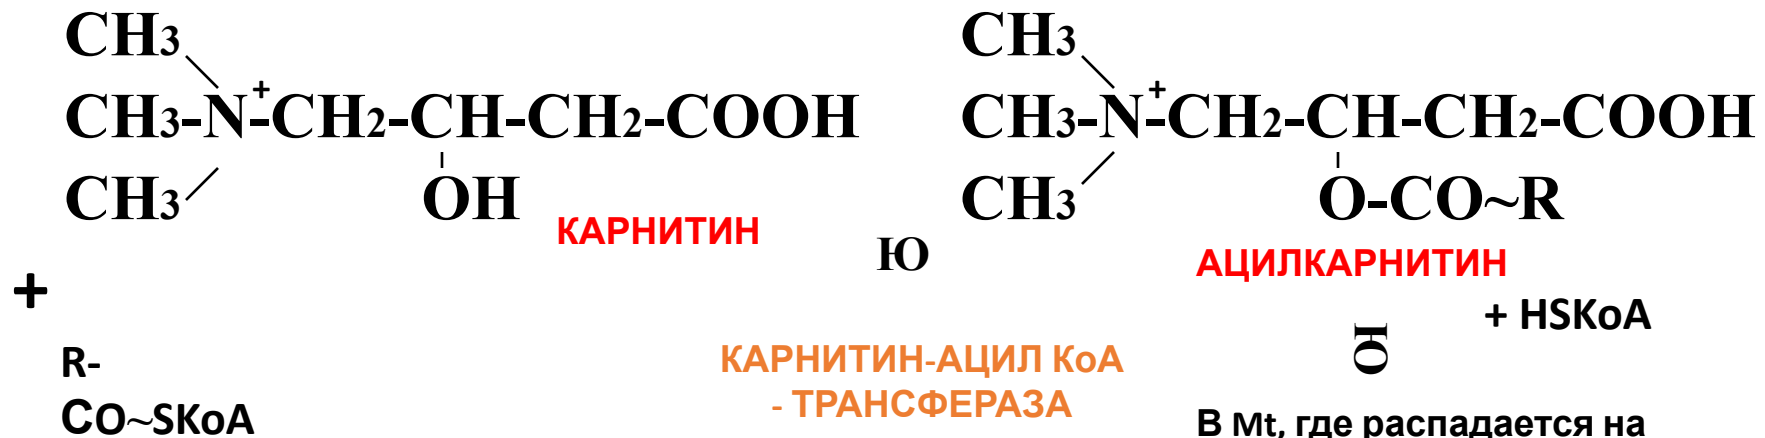 CH3 CH3
CH3-N+-CH2-CH-CH2-COOH CH3-N+-CH2-CH-CH2-COOH
CH3 OH CH3 O-CO~R
КАРНИТИН
Ю
АЦИЛКАРНИТИН
+
+ HSKoA
Ю
R-
CO~SKoA
КАРНИТИН-АЦИЛ КоА
- ТРАНСФЕРАЗА
В Mt, где распадается на